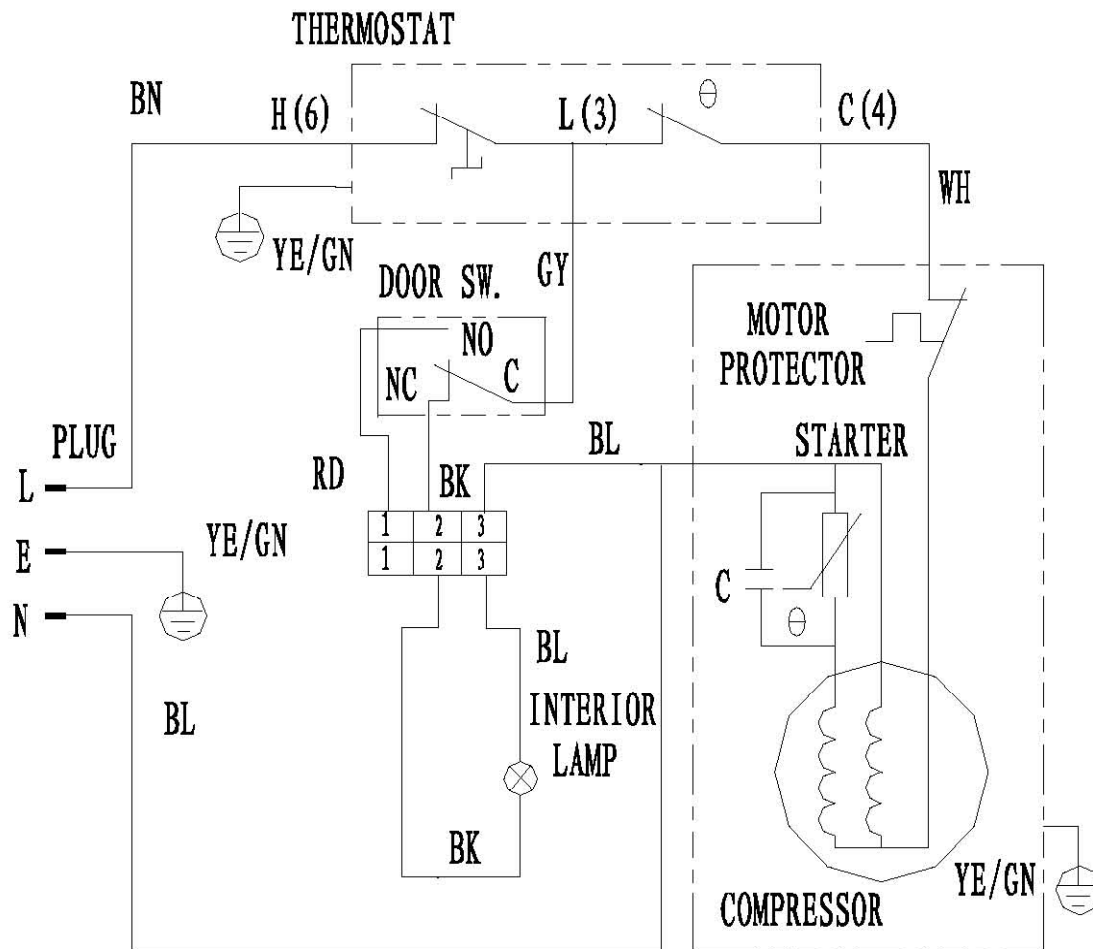 THERMOSTAT
BN
H(6)
L(3)
C(4)
WH
YE/GN
GY
DOOR SW.
NO
NC
C
MOTOR
PROTECTOR
PLUG
BL
STARTER
L
RD
BK
1 2 3
YE/GN
E
1 2 3
C
N
BL
BL
INTERIOR
LAMP
BK
YE/GN
COMPRESSOR